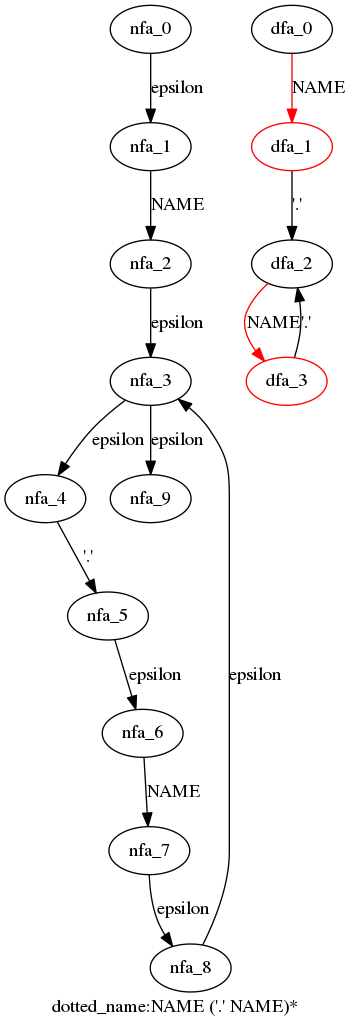 nfa_0 dfa_0
epsilon NAME
nfa_1 dfa_1
NAME '.'
nfa_2 dfa_2
epsilon NAME '.'
nfa_3 dfa_3
epsilon epsilon
nfa_4 nfa_9
'.'
nfa_5
epsilon epsilon
nfa_6
NAME
nfa_7
epsilon
nfa_8
dotted_name:NAME ('.' NAME)*